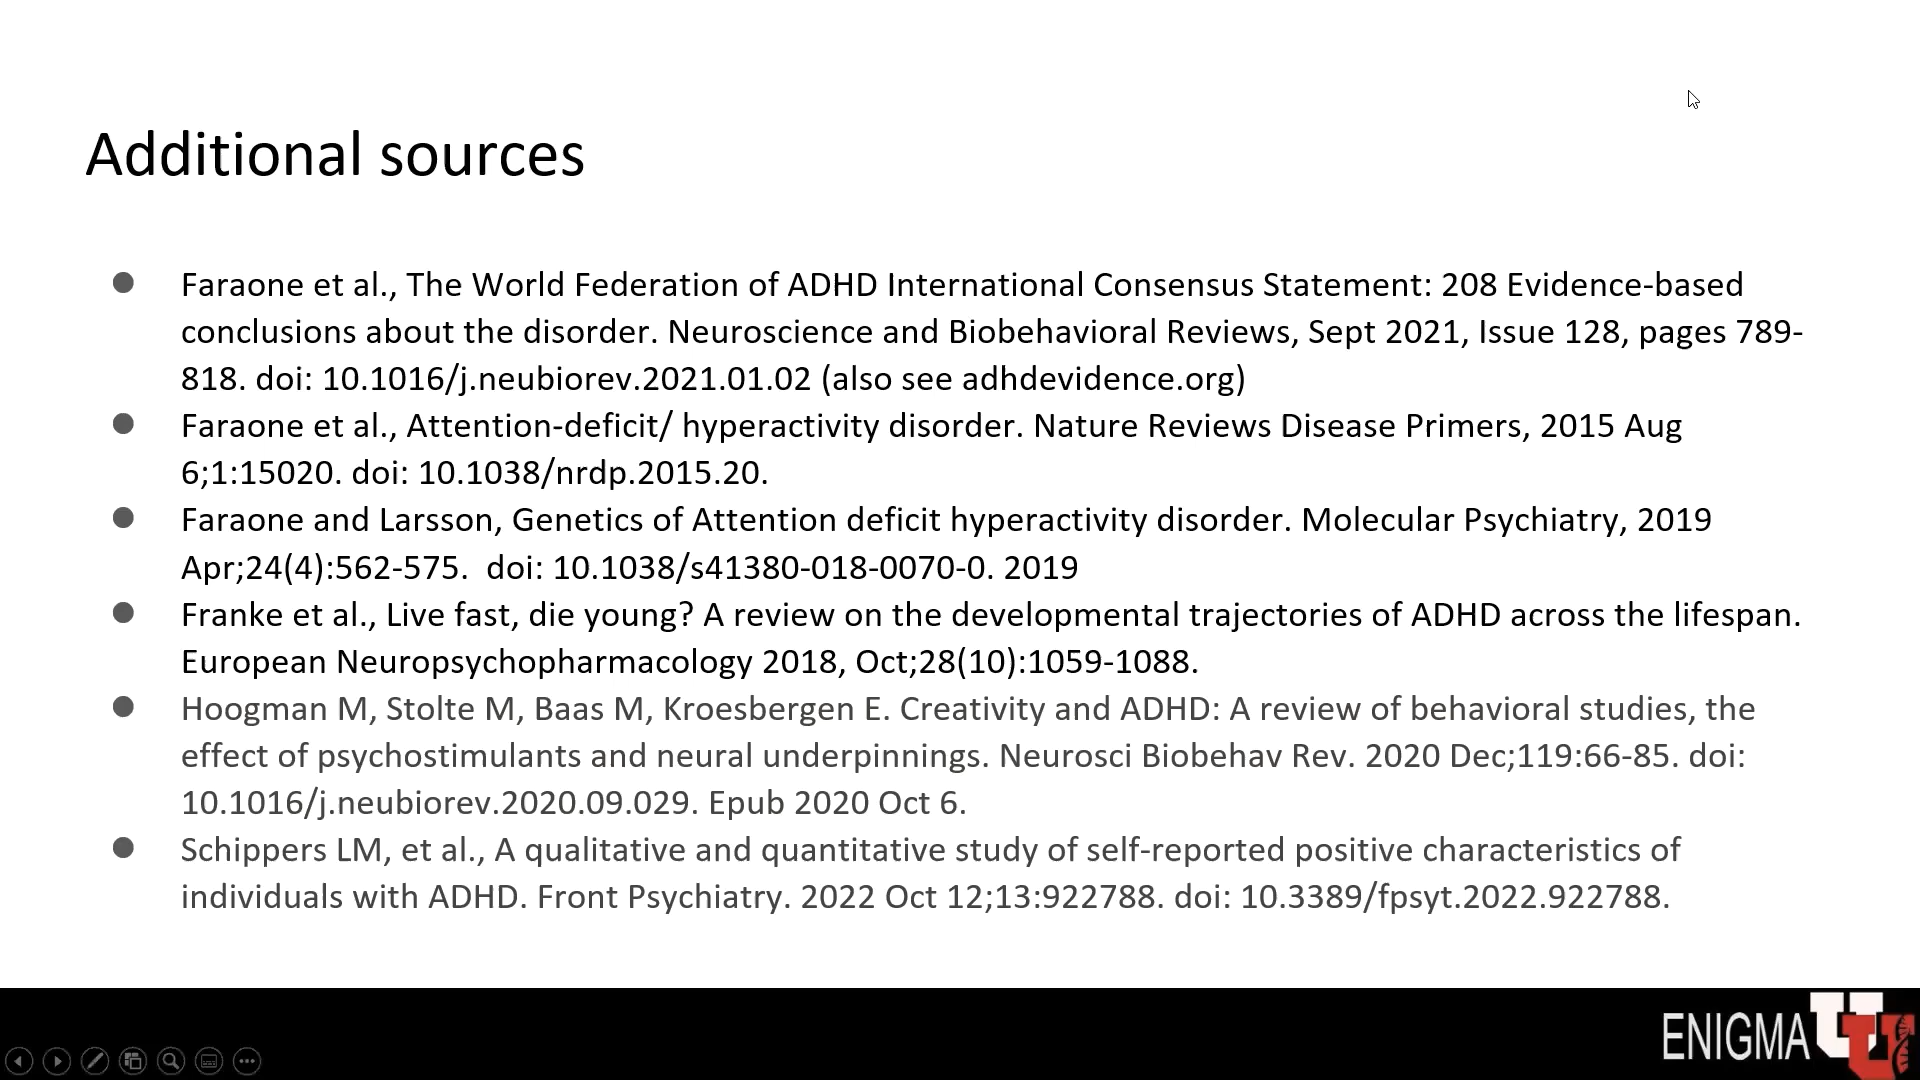 Additional sources
Faraone et al., The World Federation of ADHD International Consensus Statement: 208 Evidence-based
conclusions about the disorder. Neuroscience and Biobehavioral Reviews, Sept 2021, Issue 128, pages 789-
818. doi: 10.1016/j.neubiorev.2021.01.02 (also see adhdevidence.org)
Faraone et al., Attention-deficit/ hyperactivity disorder. Nature Reviews Disease Primers, 2015 Aug
6;1:15020. doi: 10.1038/nrdp.2015.20.
Faraone and Larsson, Genetics of Attention deficit hyperactivity disorder. Molecular Psychiatry, 2019
Apr;24(4):562-575.  doi: 10.1038/s41380-018-0070-0. 2019
Franke et al., Live fast, die young? A review on the developmental trajectories of ADHD across the lifespan.
European Neuropsychopharmacology 2018, Oct;28(10):1059-1088.
Hoogman M, Stolte M, Baas M, Kroesbergen E. Creativity and ADHD: A review of behavioral studies, the
effect of psychostimulants and neural underpinnings. Neurosci Biobehav Rev. 2020 Dec;119:66-85. doi:
10.1016/j.neubiorev.2020.09.029. Epub 2020 Oct 6.
Schippers LM, et al., A qualitative and quantitative study of self-reported positive characteristics of
individuals with ADHD. Front Psychiatry. 2022 Oct 12;13:922788. doi: 10.3389/fpsyt.2022.922788.
ENIGMA U U